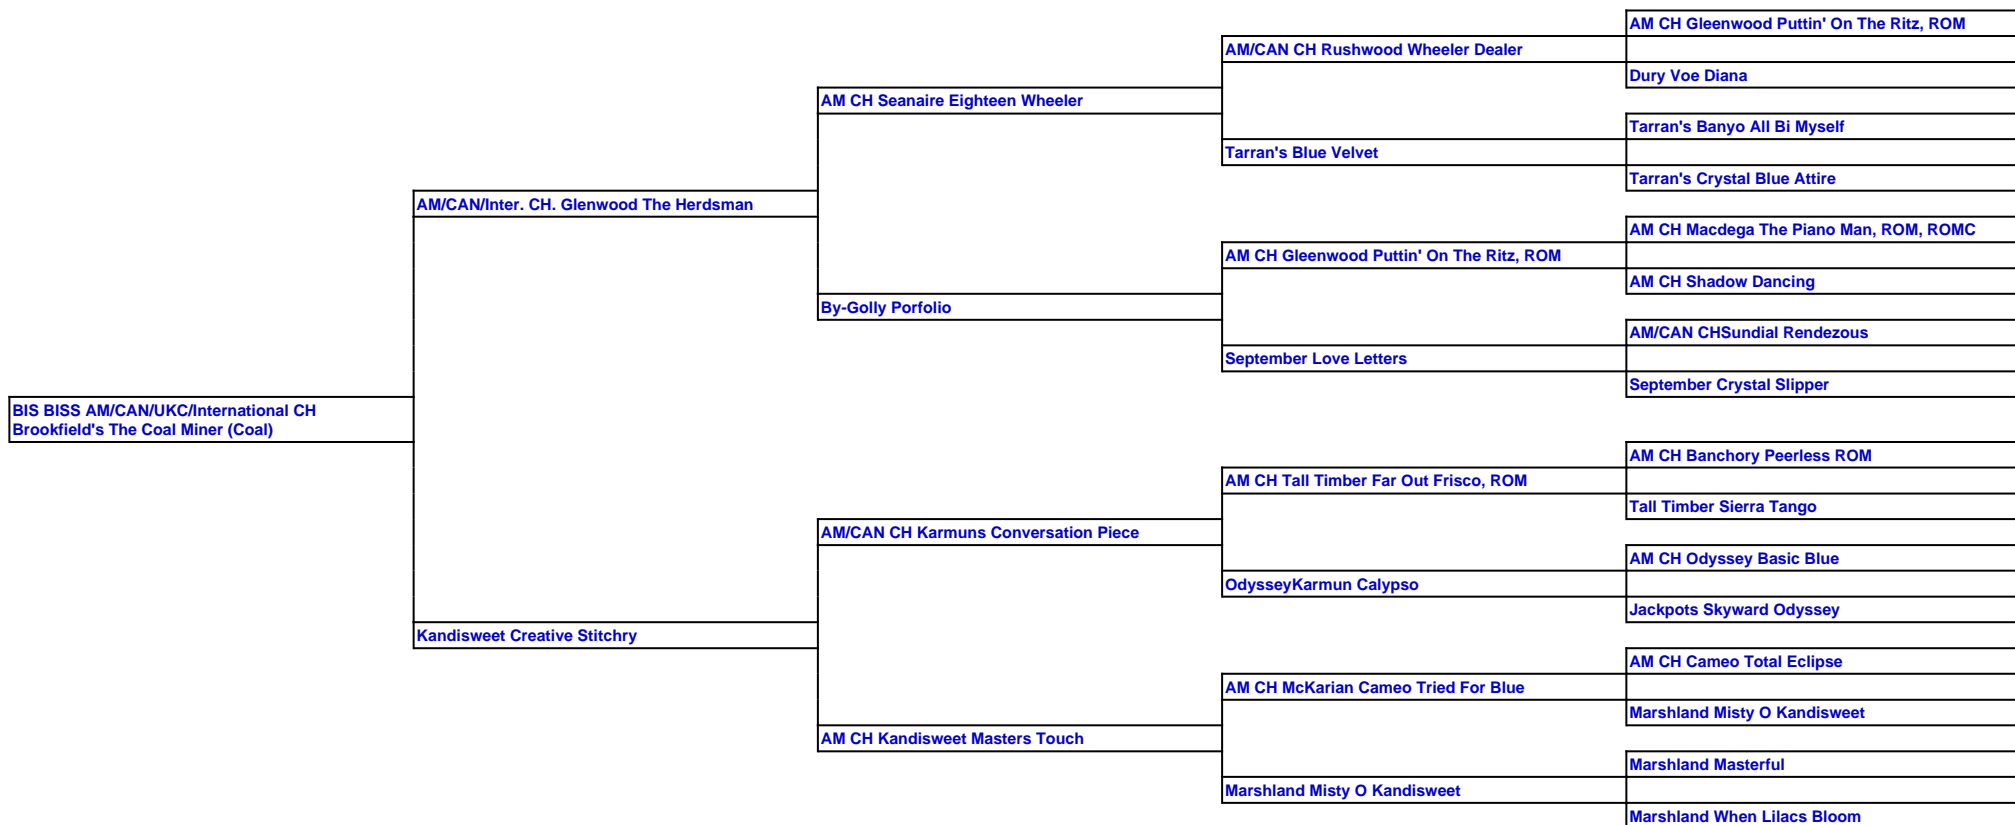 AM CH Gleenwood Puttin' On The Ritz, ROM
AM/CAN CH Rushwood Wheeler Dealer
Dury Voe Diana
AM CH Seanaire Eighteen Wheeler
Tarran's Banyo All Bi Myself
Tarran's Blue Velvet
Tarran's Crystal Blue Attire
AM/CAN/Inter. CH. Glenwood The Herdsman
AM CH Macdega The Piano Man, ROM, ROMC
AM CH Gleenwood Puttin' On The Ritz, ROM
AM CH Shadow Dancing
By-Golly Porfolio
AM/CAN CHSundial Rendezous
September Love Letters
September Crystal Slipper
BIS BISS AM/CAN/UKC/International CH
Brookfield's The Coal Miner (Coal)
AM CH Banchory Peerless ROM
AM CH Tall Timber Far Out Frisco, ROM
Tall Timber Sierra Tango
AM/CAN CH Karmuns Conversation Piece
AM CH Odyssey Basic Blue
OdysseyKarmun Calypso
Jackpots Skyward Odyssey
Kandisweet Creative Stitchry
AM CH Cameo Total Eclipse
AM CH McKarian Cameo Tried For Blue
Marshland Misty O Kandisweet
AM CH Kandisweet Masters Touch
Marshland Masterful
Marshland Misty O Kandisweet
Marshland When Lilacs Bloom